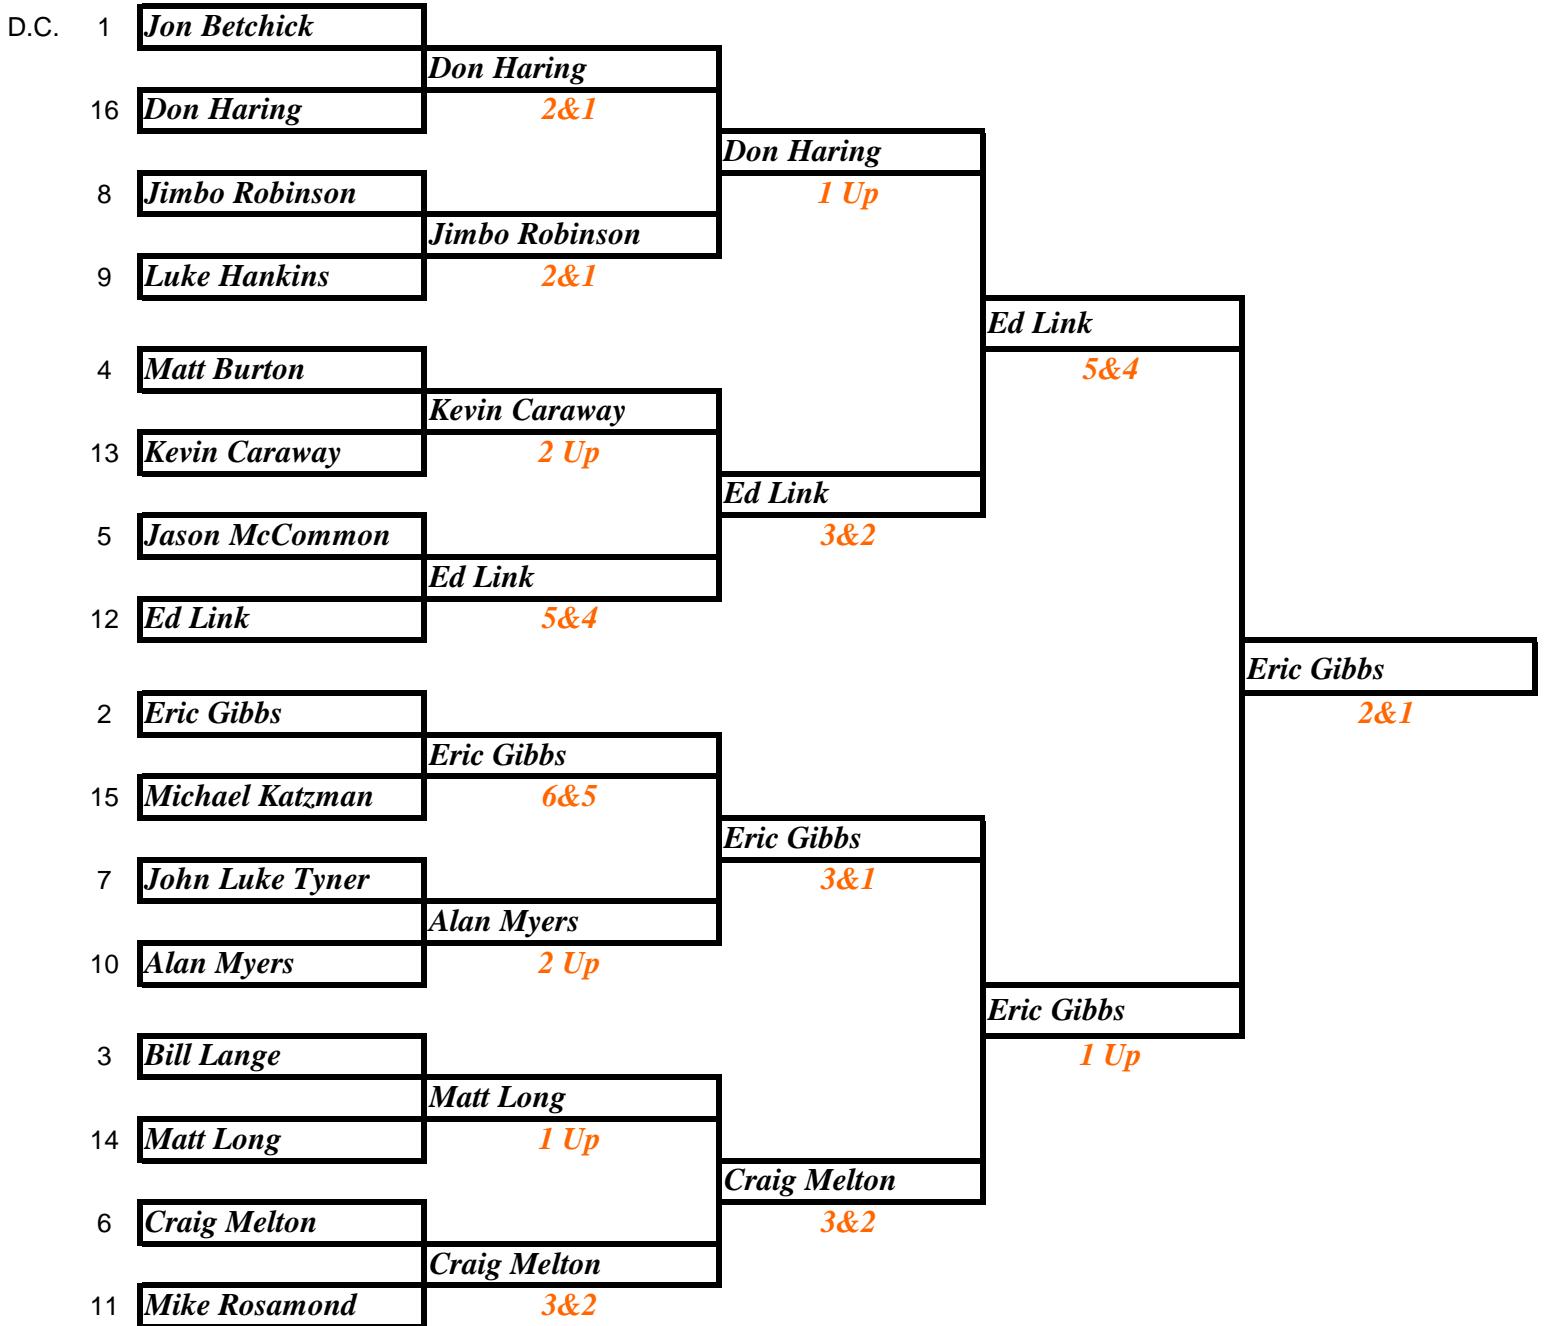 D.C. 1 Jon Betchick
Don Haring
16 Don Haring 2&1
Don Haring
8 Jimbo Robinson 1 Up
Jimbo Robinson
9 Luke Hankins 2&1
Ed Link
4 Matt Burton 5&4
Kevin Caraway
13 Kevin Caraway 2 Up
Ed Link
5 Jason McCommon 3&2
Ed Link
12 Ed Link 5&4
Eric Gibbs
2 Eric Gibbs 2&1
Eric Gibbs
15 Michael Katzman 6&5
Eric Gibbs
7 John Luke Tyner 3&1
Alan Myers
10 Alan Myers 2 Up
Eric Gibbs
3 Bill Lange 1 Up
Matt Long
14 Matt Long 1 Up
Craig Melton
6 Craig Melton 3&2
Craig Melton
11 Mike Rosamond 3&2